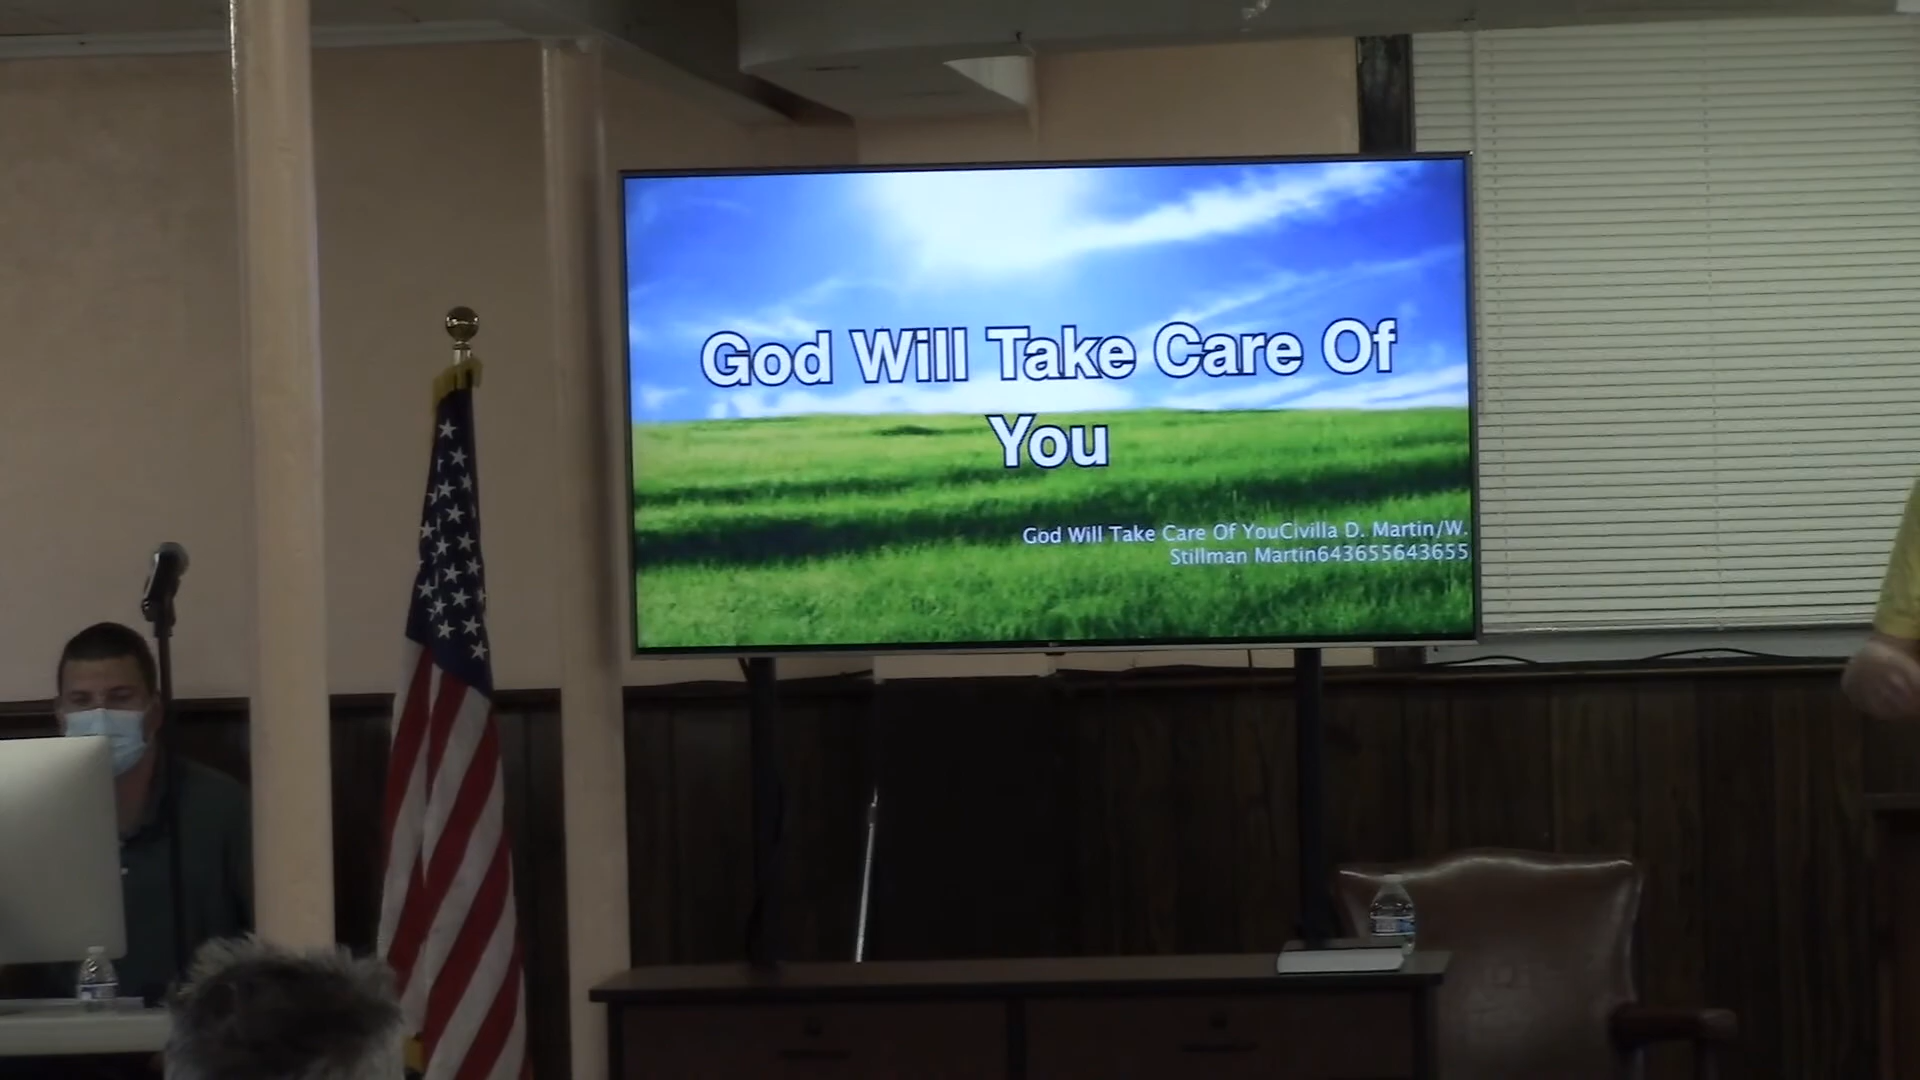 God Will Take Care Of
You
God Will Take Care Of YouCivilla D. Martin/W.
Stillman Martin643655643655